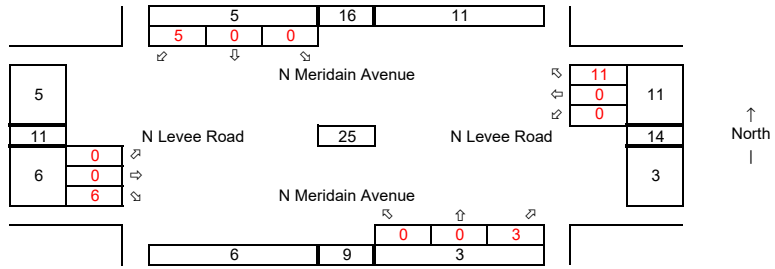 5 16 11
5 0 0
⬃ ⇩ ⬂
N Meridain Avenue
⬁ 11
5 ⇦ 0 11
⬃ 0
11 N Levee Road 25 N Levee Road 14
↑
North
|
0 ⬀
6 0 ⇨ 3
6 ⬂
N Meridain Avenue
⬁ ⇧ ⬀
0 0 3
6 9 3